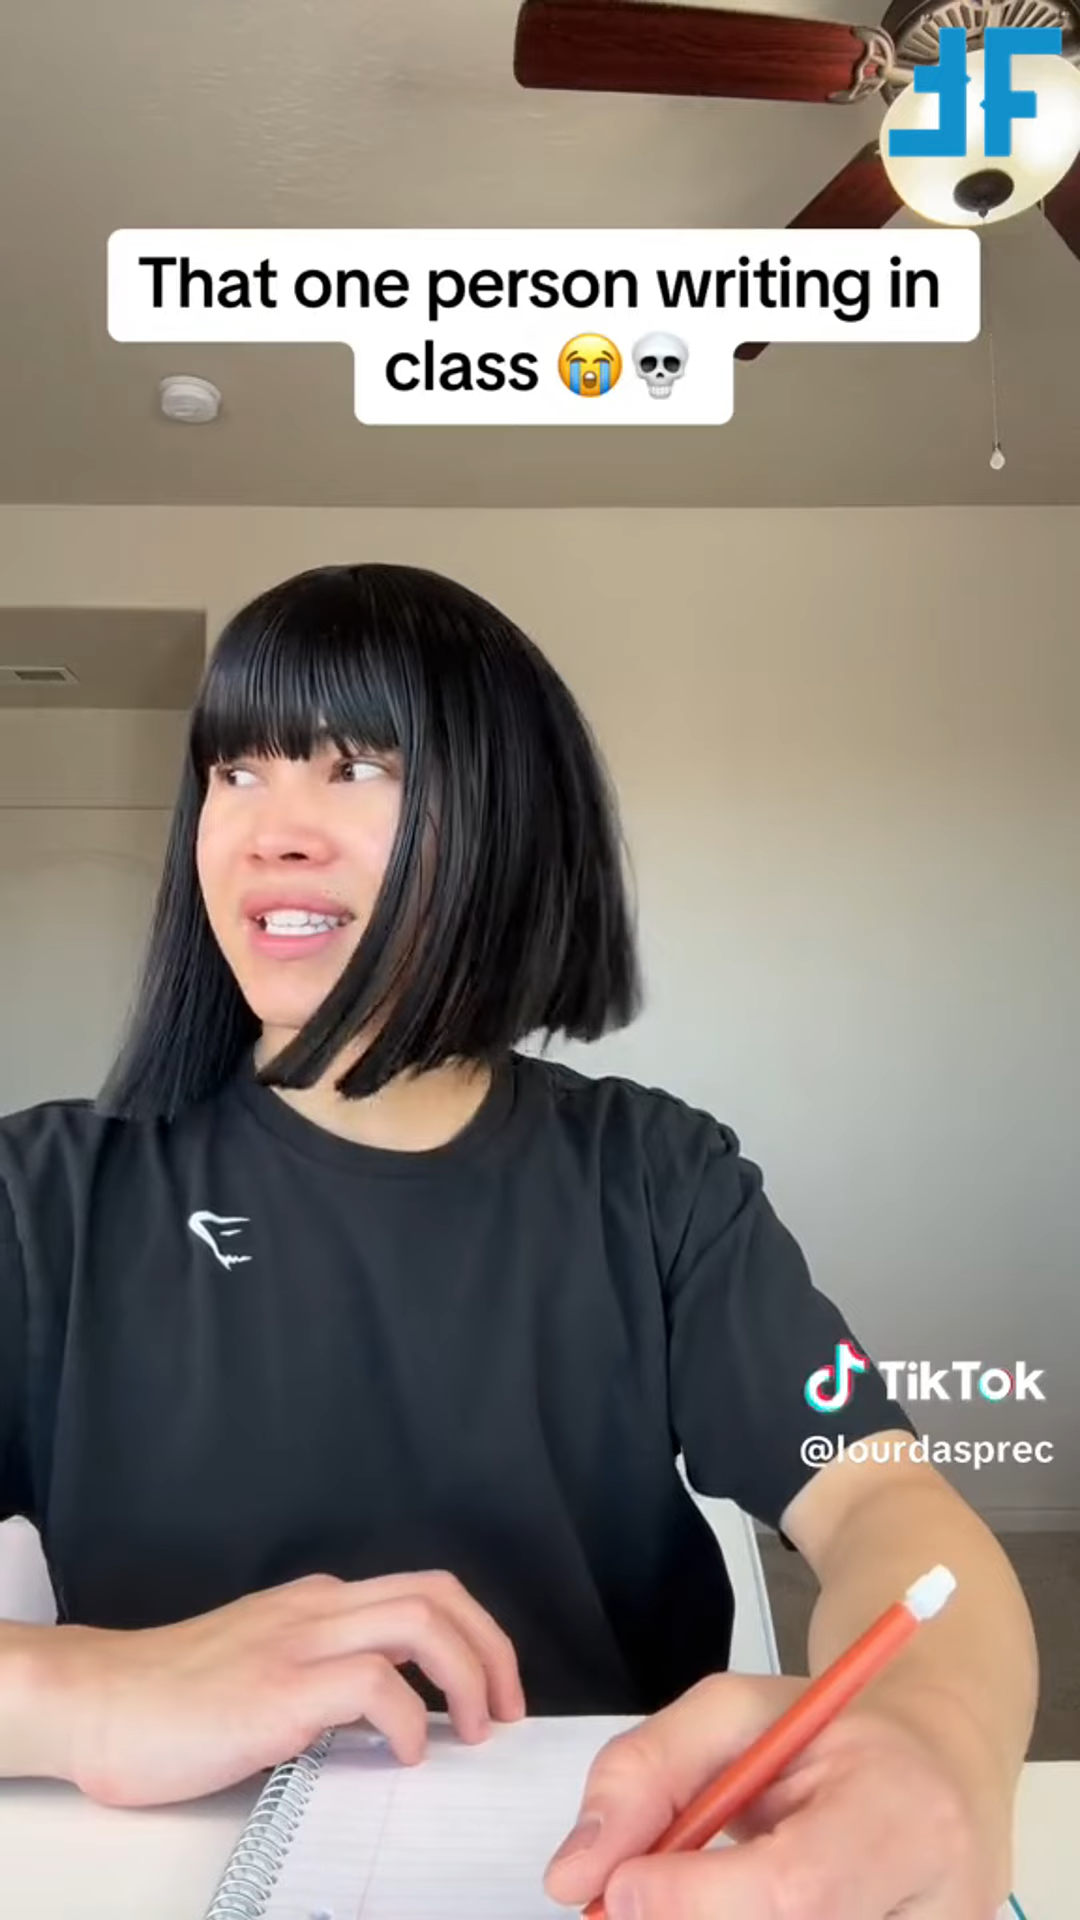 That one person writing in
class 😭💀
TikTok
@lourdasprec